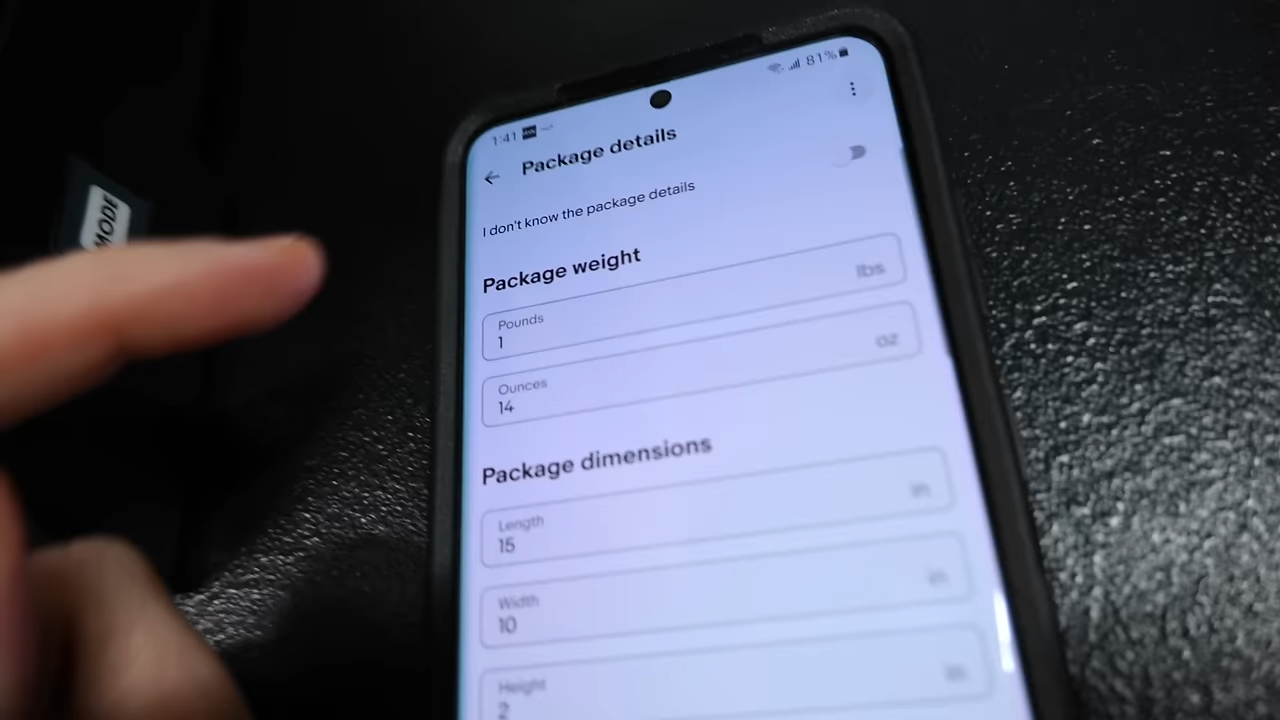 1:41
81%
Package details
I don't know the package details
Package weight
Pounds
1
lbs
Ounces
14
oz
Package dimensions
Length
15
in
Width
10
in
Height
2
in
MODE